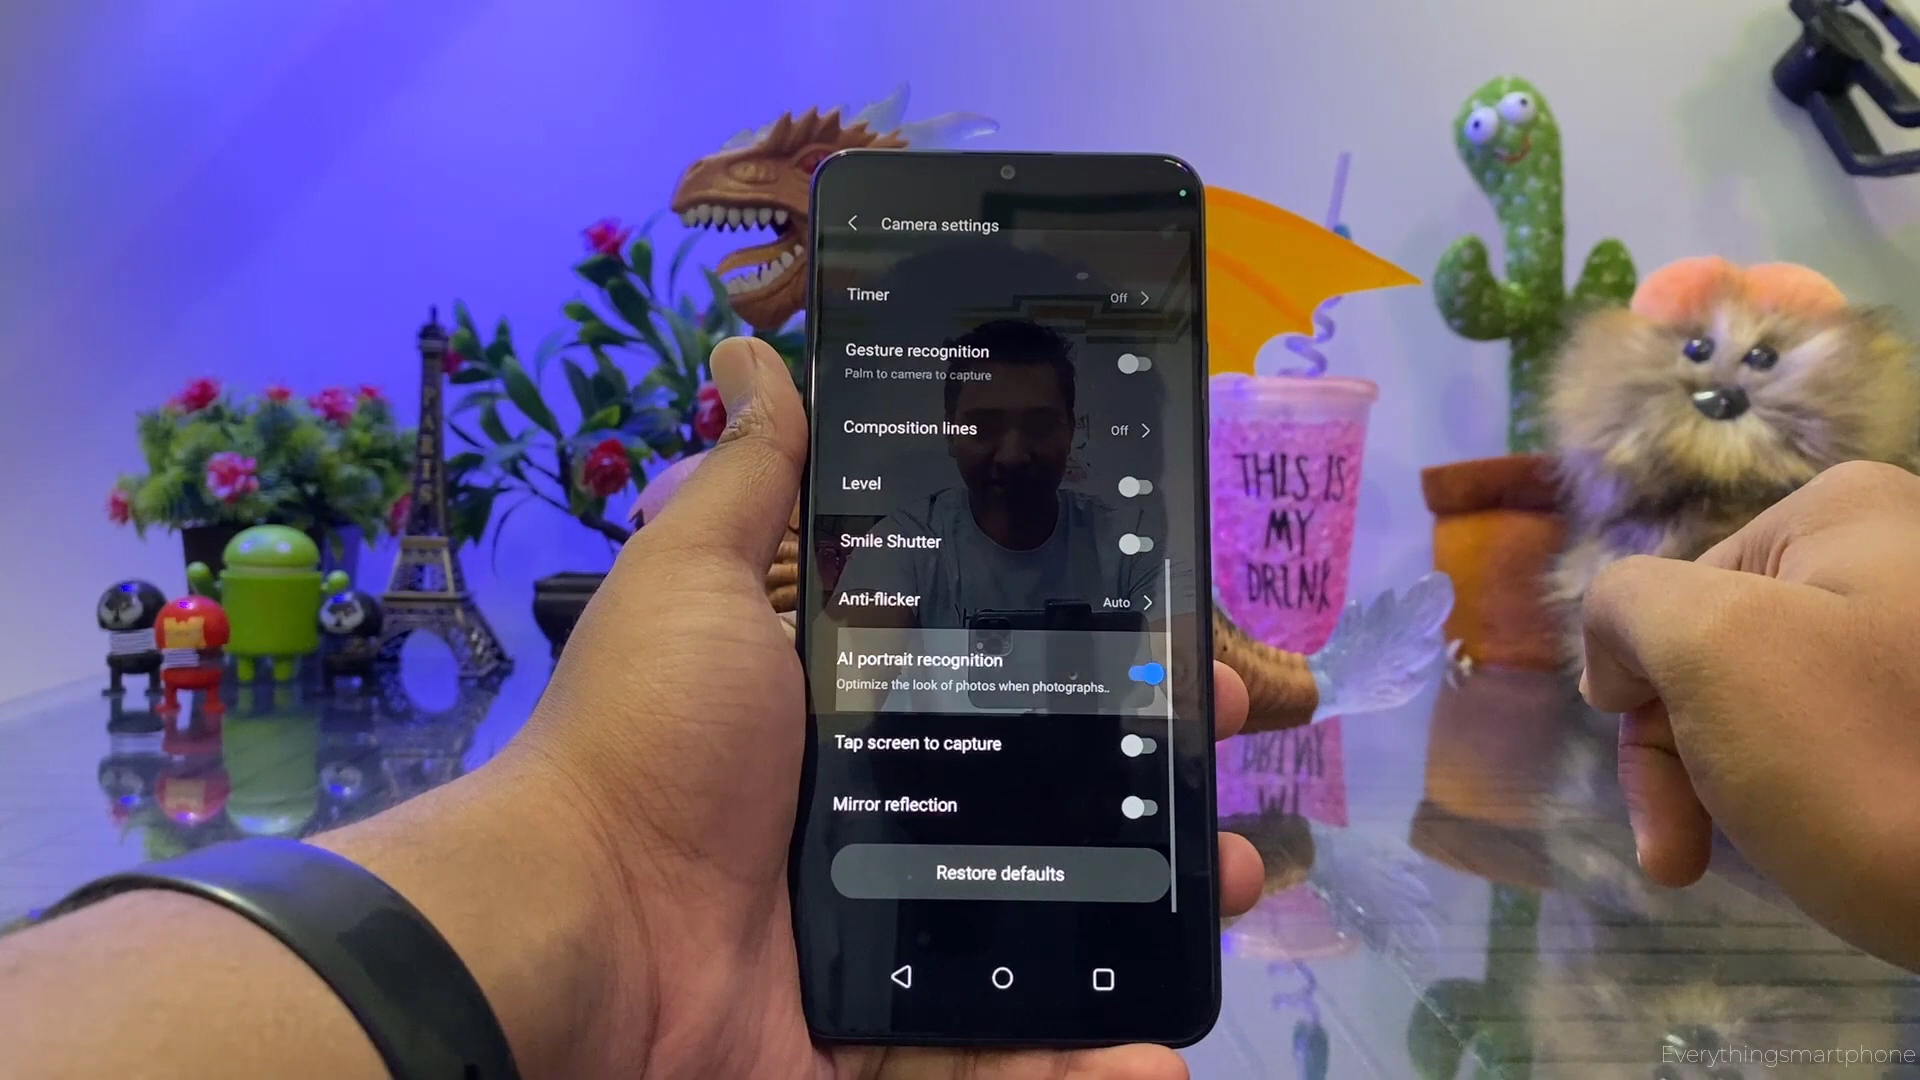 Camera settings
Timer
Off
Gesture recognition
Palm to camera to capture
Composition lines
Off
Level
Smile Shutter
Anti-flicker
Auto
AI portrait recognition
Optimize the look of photos when photographs..
Tap screen to capture
Mirror reflection
Restore defaults
PARIS
THIS IS
MY
DRINK
Everythingsmartphone